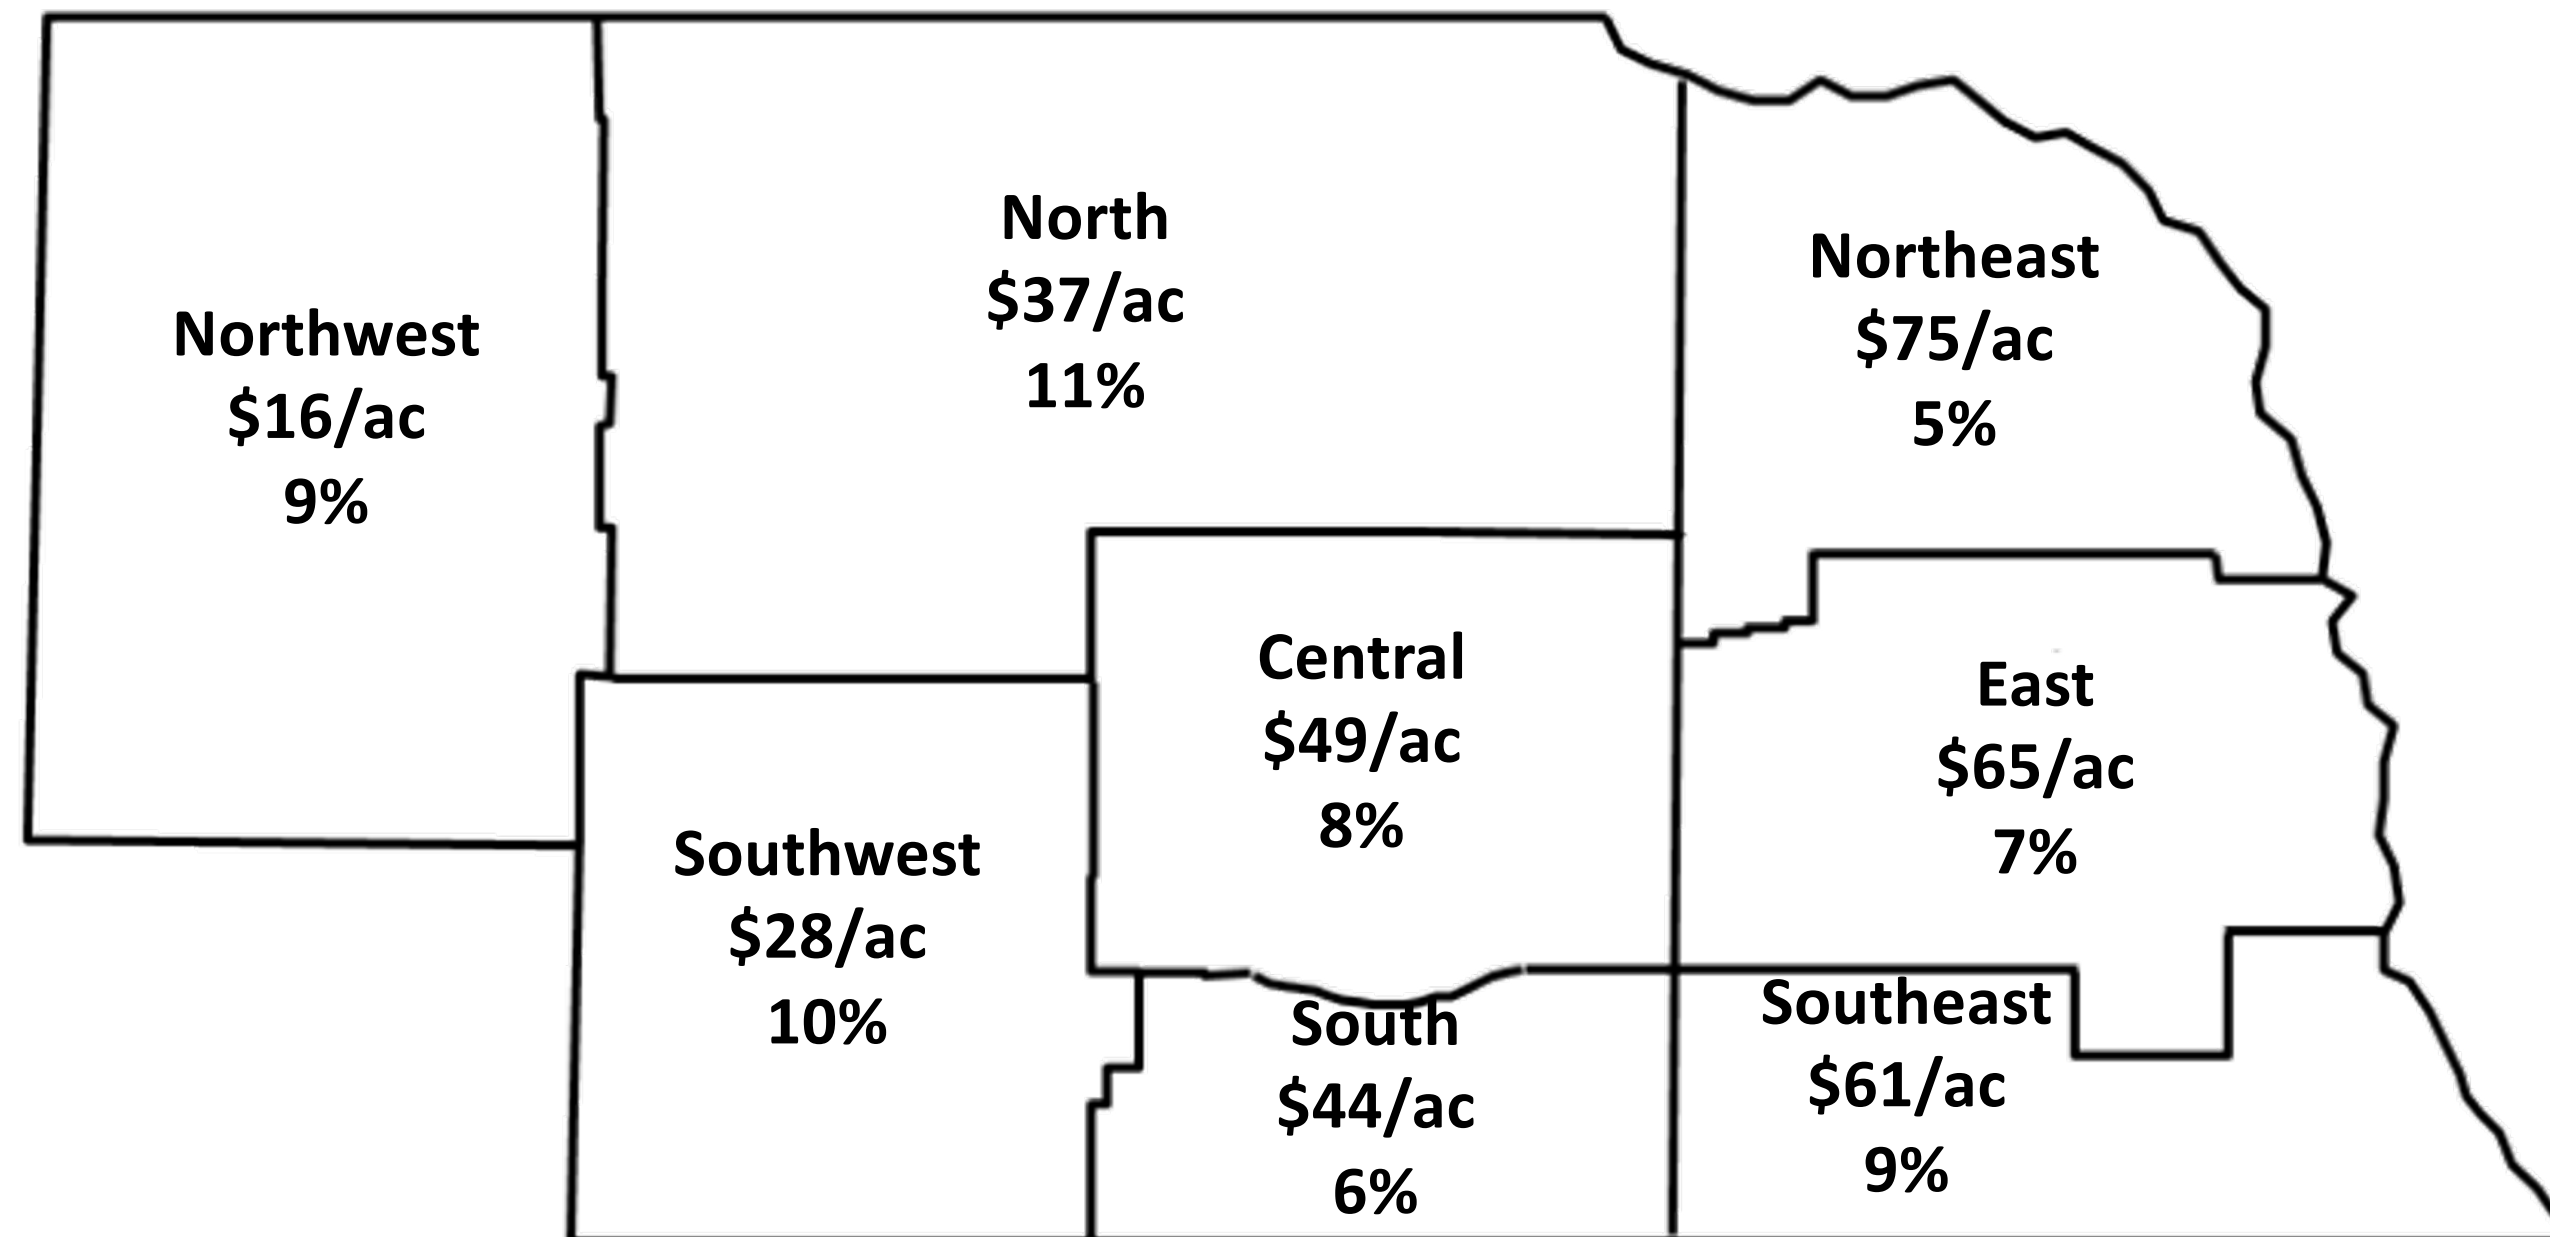 North
$37/ac
11%
Northeast
$75/ac
5%
Northwest
$16/ac
9%
Central
$49/ac
8%
East
$65/ac
7%
Southwest
$28/ac
10%
South
$44/ac
6%
Southeast
$61/ac
9%